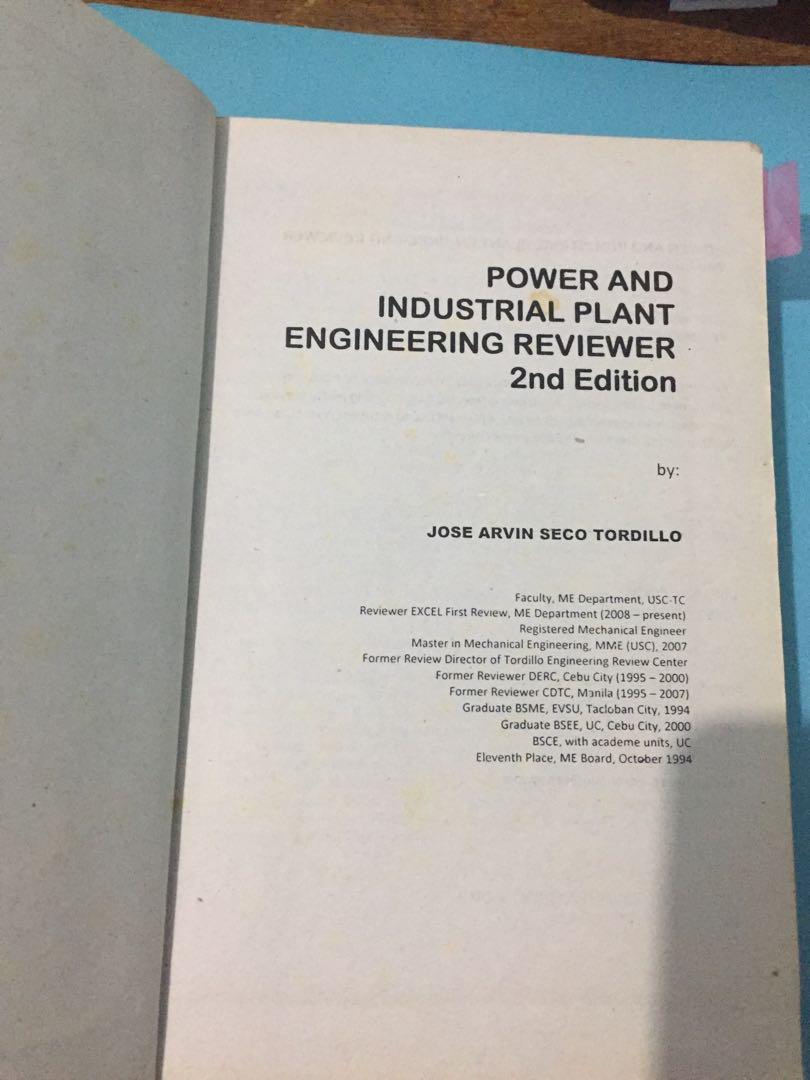 POWER AND
INDUSTRIAL PLANT
ENGINEERING REVIEWER
2nd Edition
by:
JOSE ARVIN SECO TORDILLO
Faculty, ME Department, USC-TC
Reviewer EXCEL First Review, ME Department (2008 – present)
Registered Mechanical Engineer
Master in Mechanical Engineering, MME (USC), 2007
Former Review Director of Tordillo Engineering Review Center
Former Reviewer DERC, Cebu City (1995 – 2000)
Former Reviewer CDTC, Manila (1995 – 2007)
Graduate BSME, EVSU, Tacloban City, 1994
Graduate BSEE, UC, Cebu City, 2000
BSCE, with academe units, UC
Eleventh Place, ME Board, October 1994